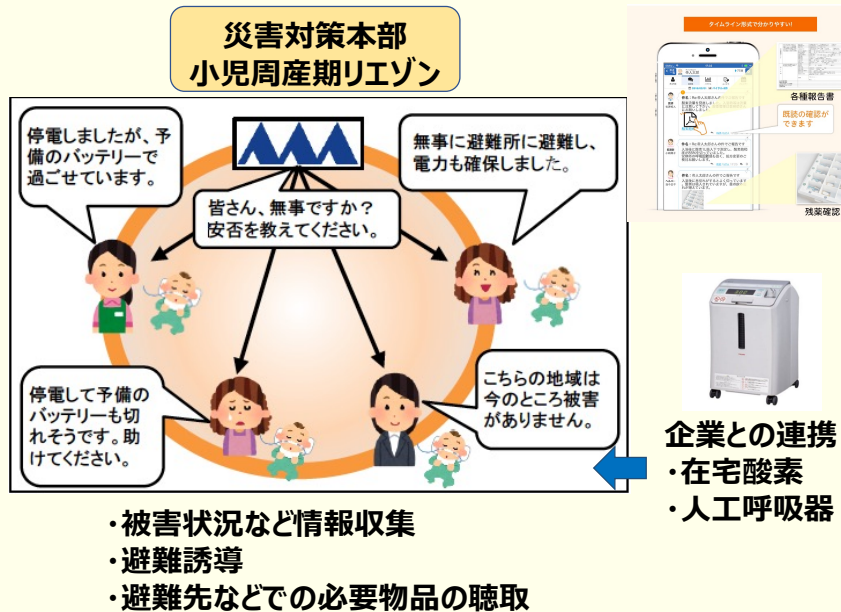 災害対策本部
小児周産期リエゾン
タイムライン形式で分かりやすい!
各種報告書
既読の確認が
できます
残薬確認
停電しましたが、予
備のバッテリーで
過ごせています。
無事に避難所に避難し、
電力も確保しました。
皆さん、無事ですか？
安否を教えてください。
停電して予備の
バッテリーも切
れそうです。助
けてください。
こちらの地域は
今のところ被害
がありません。
企業との連携
・在宅酸素
・人工呼吸器
・被害状況など情報収集
・避難誘導
・避難先などでの必要物品の聴取